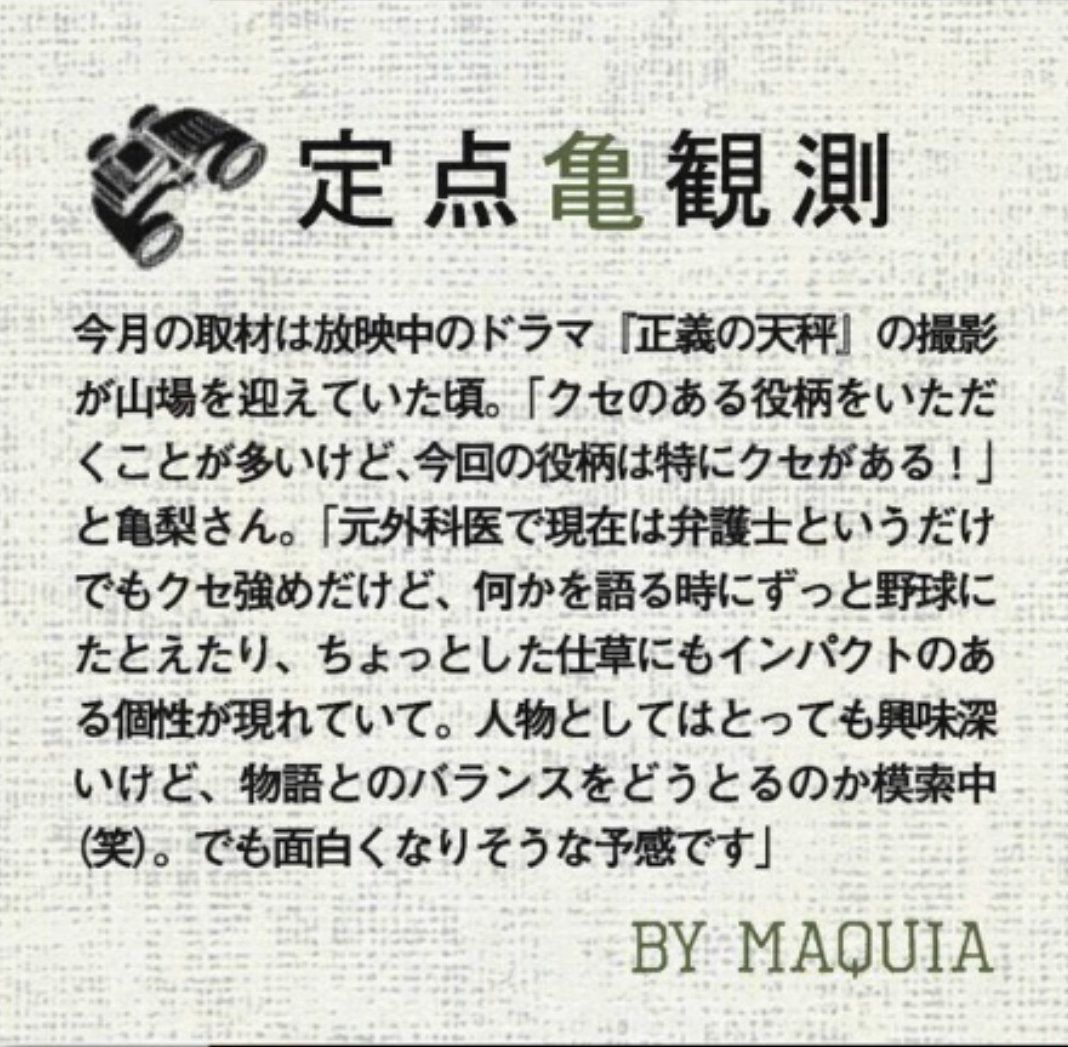 定点亀観測
今月の取材は放映中のドラマ『正義の天秤』の撮影
が山場を迎えていた頃。「クセのある役柄をいただ
くことが多いけど、今回の役柄は特にクセがある！」
と亀梨さん。「元外科医で現在は弁護士というだけ
でもクセ強めだけど、何かを語る時にずっと野球に
たとえたり、ちょっとした仕草にもインパクトのあ
る個性が現れていて。人物としてはとっても興味深
いけど、物語とのバランスをどうとるのか模索中
（笑）。でも面白くなりそうな予感です」
BY MAQUIA